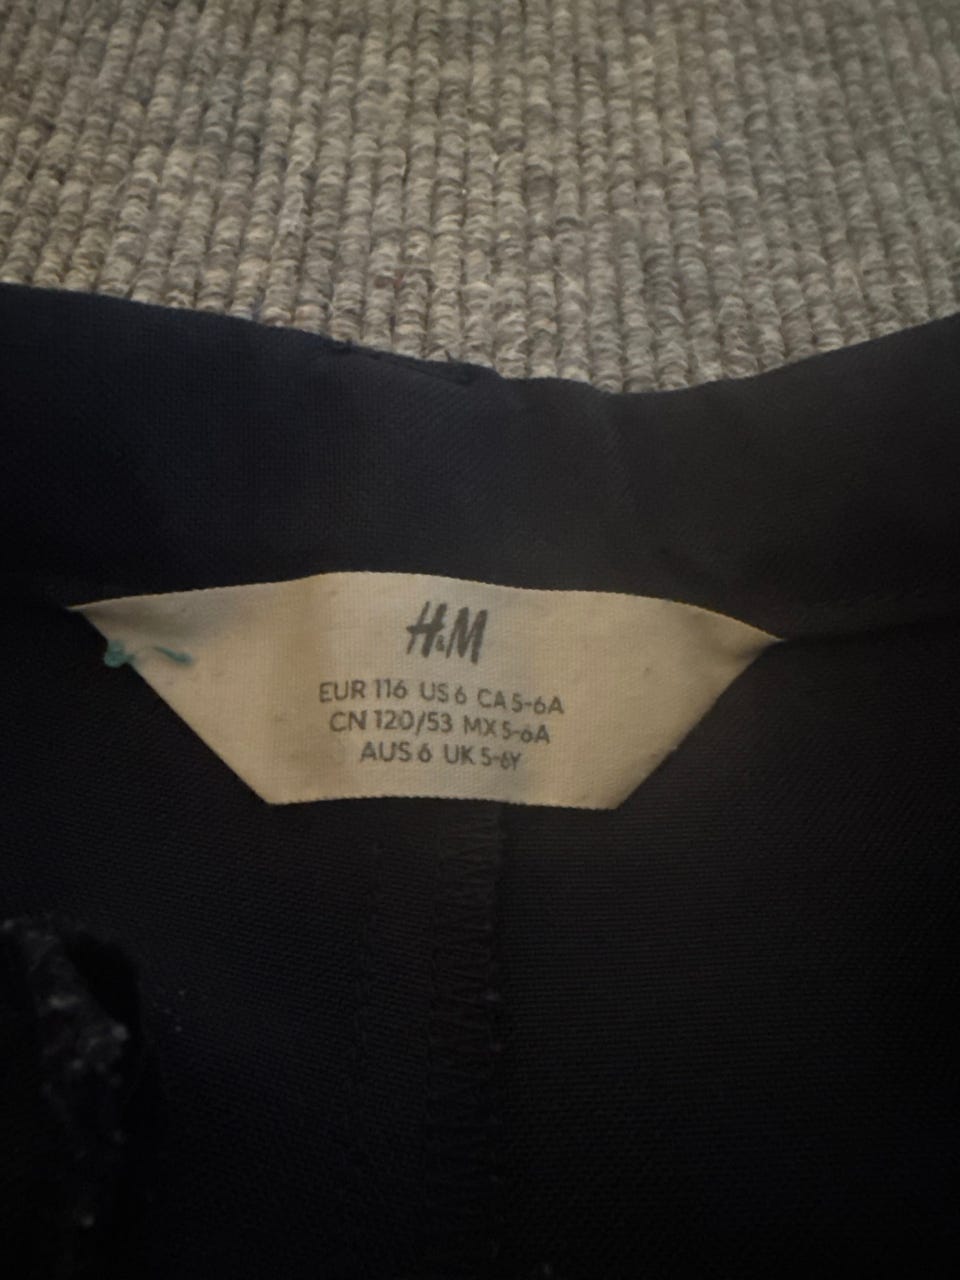 H&M
EUR 116 US 6 CA 5-6A
CN 120/53 MX 5-6A
AUS 6 UK 5-6Y